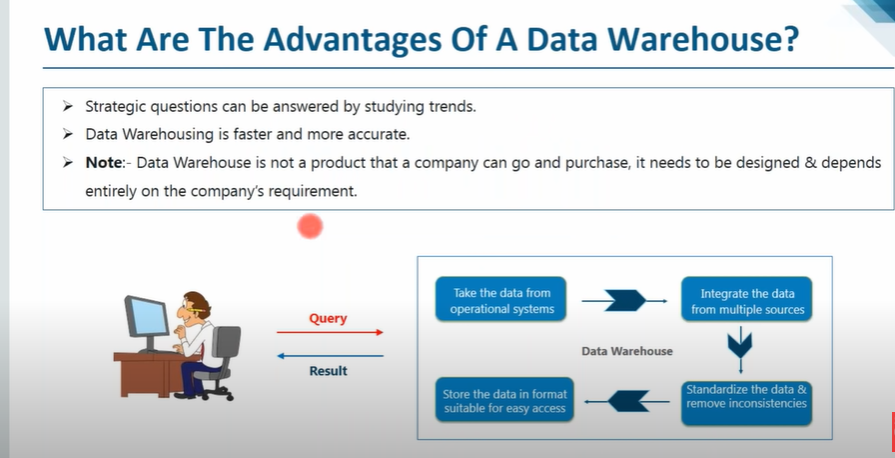 What Are The Advantages Of A Data Warehouse?
➤ Strategic questions can be answered by studying trends.
➤ Data Warehousing is faster and more accurate.
➤ Note:- Data Warehouse is not a product that a company can go and purchase, it needs to be designed & depends
entirely on the company's requirement.
Query
Result
Take the data from
operational systems
Integrate the data
from multiple sources
Data Warehouse
Store the data in format
suitable for easy access
Standardize the data &
remove inconsistencies